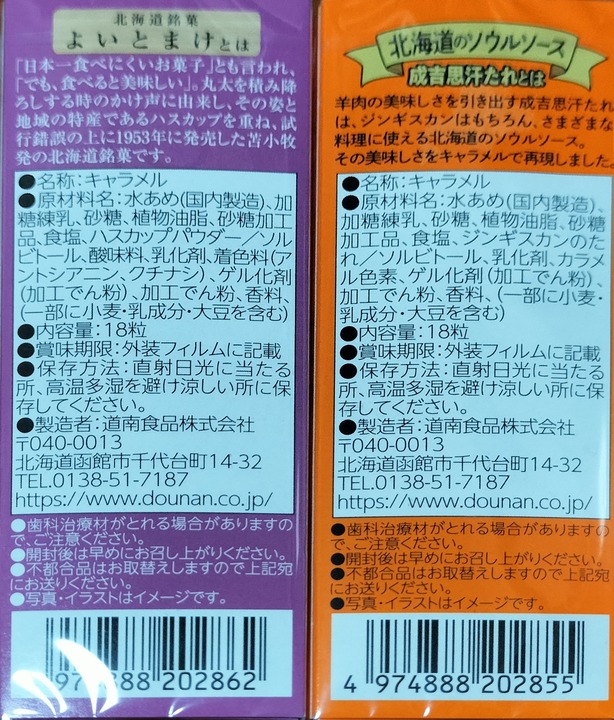 北海道銘菓
よいとまけとは
「日本一食べにくいお菓子」とも言われ、
「でも、食べると美味しい」。丸太を積み降
ろしする時のかけ声に由来し、その姿と
地域の特産であるハスカップを重ね、試
行錯誤の上に1953年に発売した苫小牧
発の北海道銘菓です。
●名称：キャラメル
●原材料名：水あめ(国内製造)、加
糖練乳、砂糖、植物油脂、砂糖加工
品、食塩、ハスカップパウダー／ソル
ビトール、酸味料、乳化剤、着色料(ア
ントシアニン、クチナシ)、ゲル化剤
(加工でん粉)、加工でん粉、香料、
(一部に小麦・乳成分・大豆を含む)
●内容量：18粒
●賞味期限：外装フィルムに記載
●保存方法：直射日光に当たる
所、高温多湿を避け涼しい所に保
存してください。
●製造者：道南食品株式会社
〒040-0013
北海道函館市千代台町14-32
TEL.0138-51-7187
https://www.dounan.co.jp/
●歯科治療材がとれる場合がありますの
で、ご注意ください。
●開封後は早めにお召し上がりください。
●不都合品はお取替えしますので上記宛
にお送りください。
●写真・イラストはイメージです。
4 974888 202862
北海道のソウルソース
成吉思汗たれとは
羊肉の美味しさを引き出す成吉思汗たれ
は、ジンギスカンはもちろん、さまざまな
料理に使える北海道のソウルソース。
その美味しさをキャラメルで再現しました。
●名称：キャラメル
●原材料名：水あめ(国内製造)、
加糖練乳、砂糖、植物油脂、砂糖
加工品、食塩、ジンギスカンのた
れ／ソルビトール、乳化剤、カラメ
ル色素、ゲル化剤(加工でん粉)、
加工でん粉、香料、(一部に小麦・
乳成分・大豆を含む)
●内容量：18粒
●賞味期限：外装フィルムに記載
●保存方法：直射日光に当たる
所、高温多湿を避け涼しい所に保
存してください。
●製造者：道南食品株式会社
〒040-0013
北海道函館市千代台町14-32
TEL.0138-51-7187
https://www.dounan.co.jp/
●歯科治療材がとれる場合がありますの
で、ご注意ください。
●開封後は早めにお召し上がりください。
●不都合品はお取替えしますので上記宛
にお送りください。
●写真・イラストはイメージです。
4 974888 202855